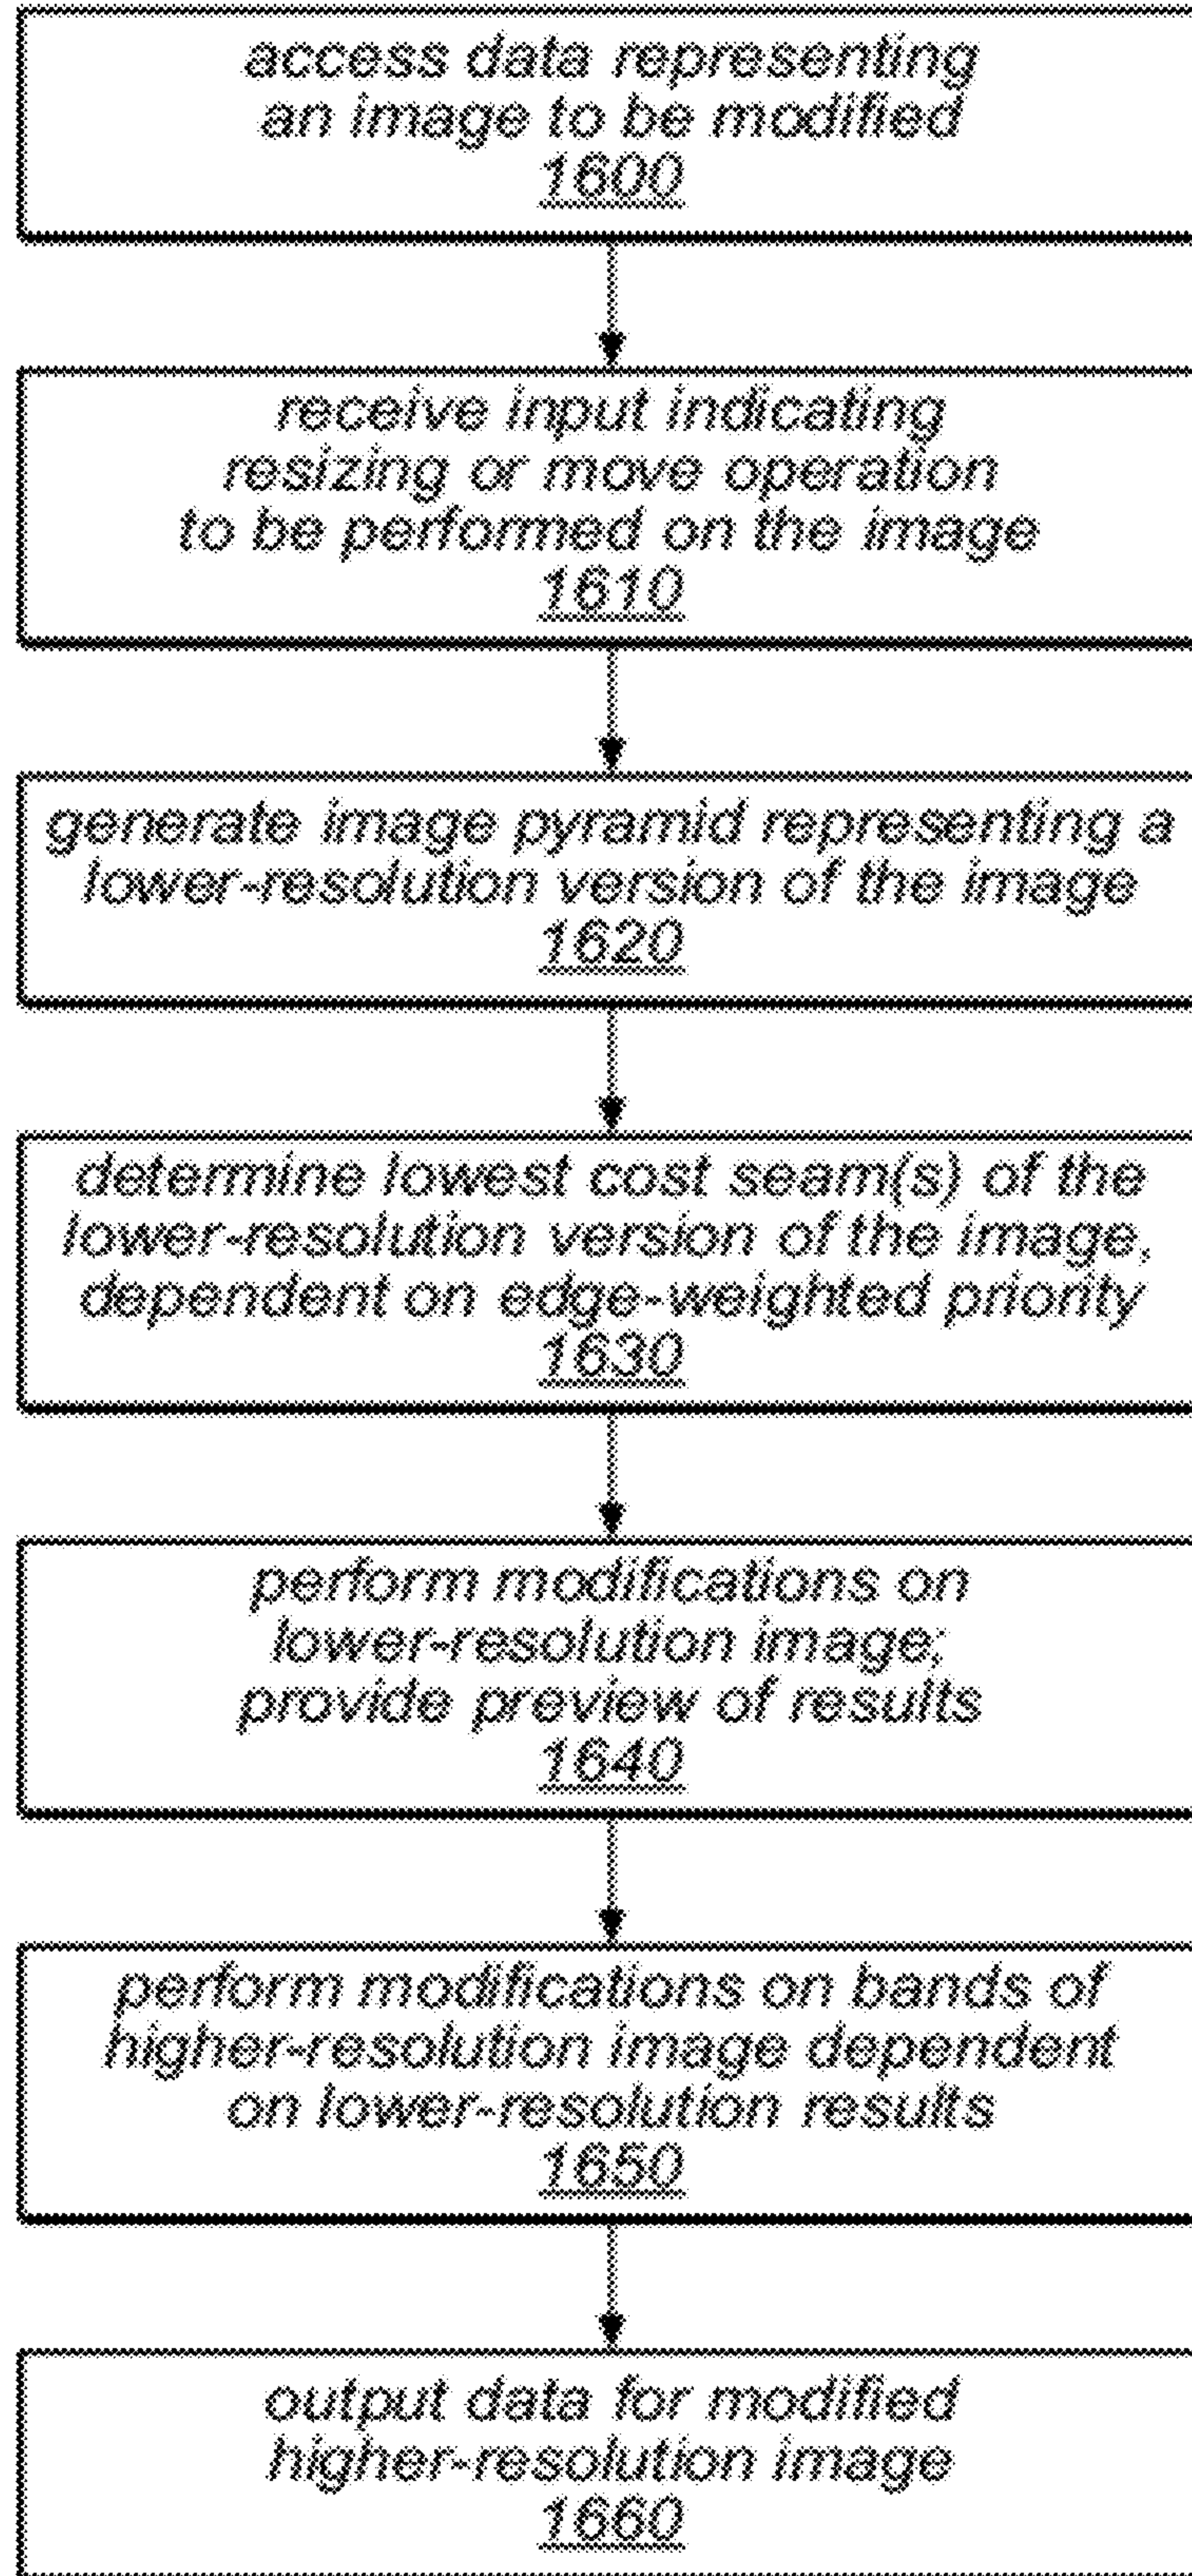 access data representing
an image to be modified
1600
receive input indicating
resizing or move operation
to be performed on the image
1610
generate image pyramid representing a
lower-resolution version of the image
1620
determine lowest cost seam(s) of the
lower-resolution version of the image,
dependent on edge-weighted priority
1630
perform modifications on
lower-resolution image;
provide preview of results
1640
perform modifications on bands of
higher-resolution image dependent
on lower-resolution results
1650
output data for modified
higher-resolution image
1660